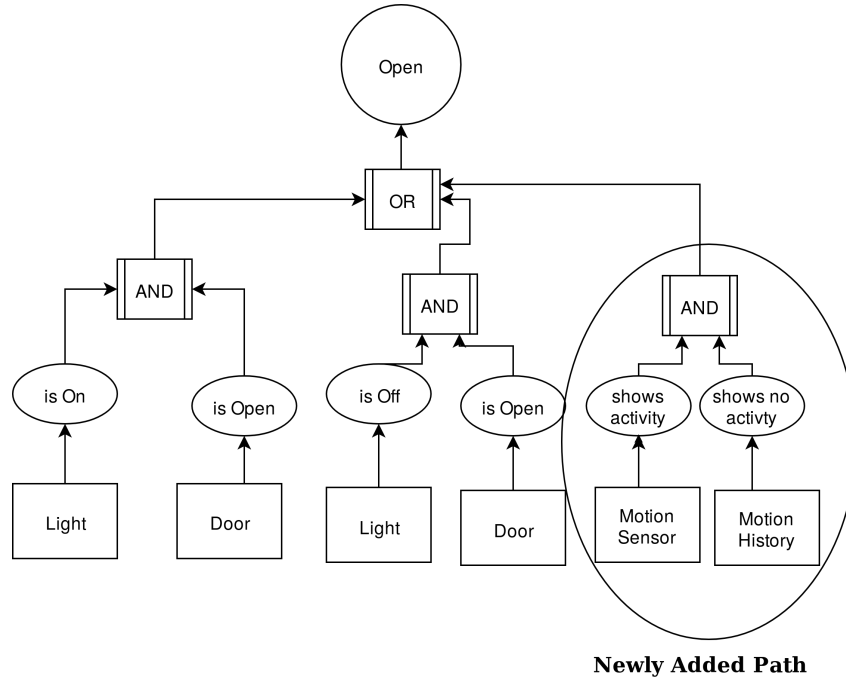 Open
OR
AND
AND
AND
is On
is Open
is Off
is Open
shows
activity
shows no
activty
Light
Door
Light
Door
Motion
Sensor
Motion
History
Newly Added Path